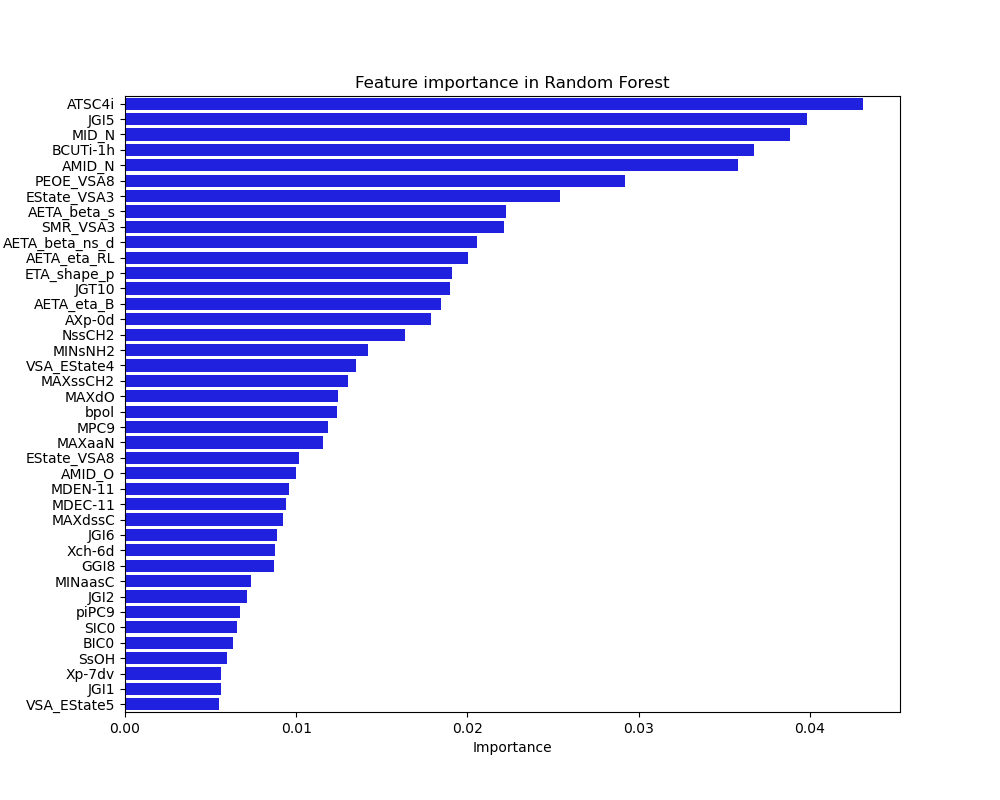 Feature importance in Random Forest
ATSC4i
JGI5
MID_N
BCUTi-1h
AMID_N
PEOE_VSA8
EState_VSA3
AETA_beta_s
SMR_VSA3
AETA_beta_ns_d
AETA_eta_RL
ETA_shape_p
JGT10
AETA_eta_B
AXp-0d
NssCH2
MINsNH2
VSA_EState4
MAXssCH2
MAXdO
bpol
MPC9
MAXaaN
EState_VSA8
AMID_O
MDEN-11
MDEC-11
MAXdssC
JGI6
Xch-6d
GGI8
MINaasC
JGI2
piPC9
SIC0
BIC0
SsOH
Xp-7dv
JGI1
VSA_EState5
0.00 0.01 0.02 0.03 0.04
Importance